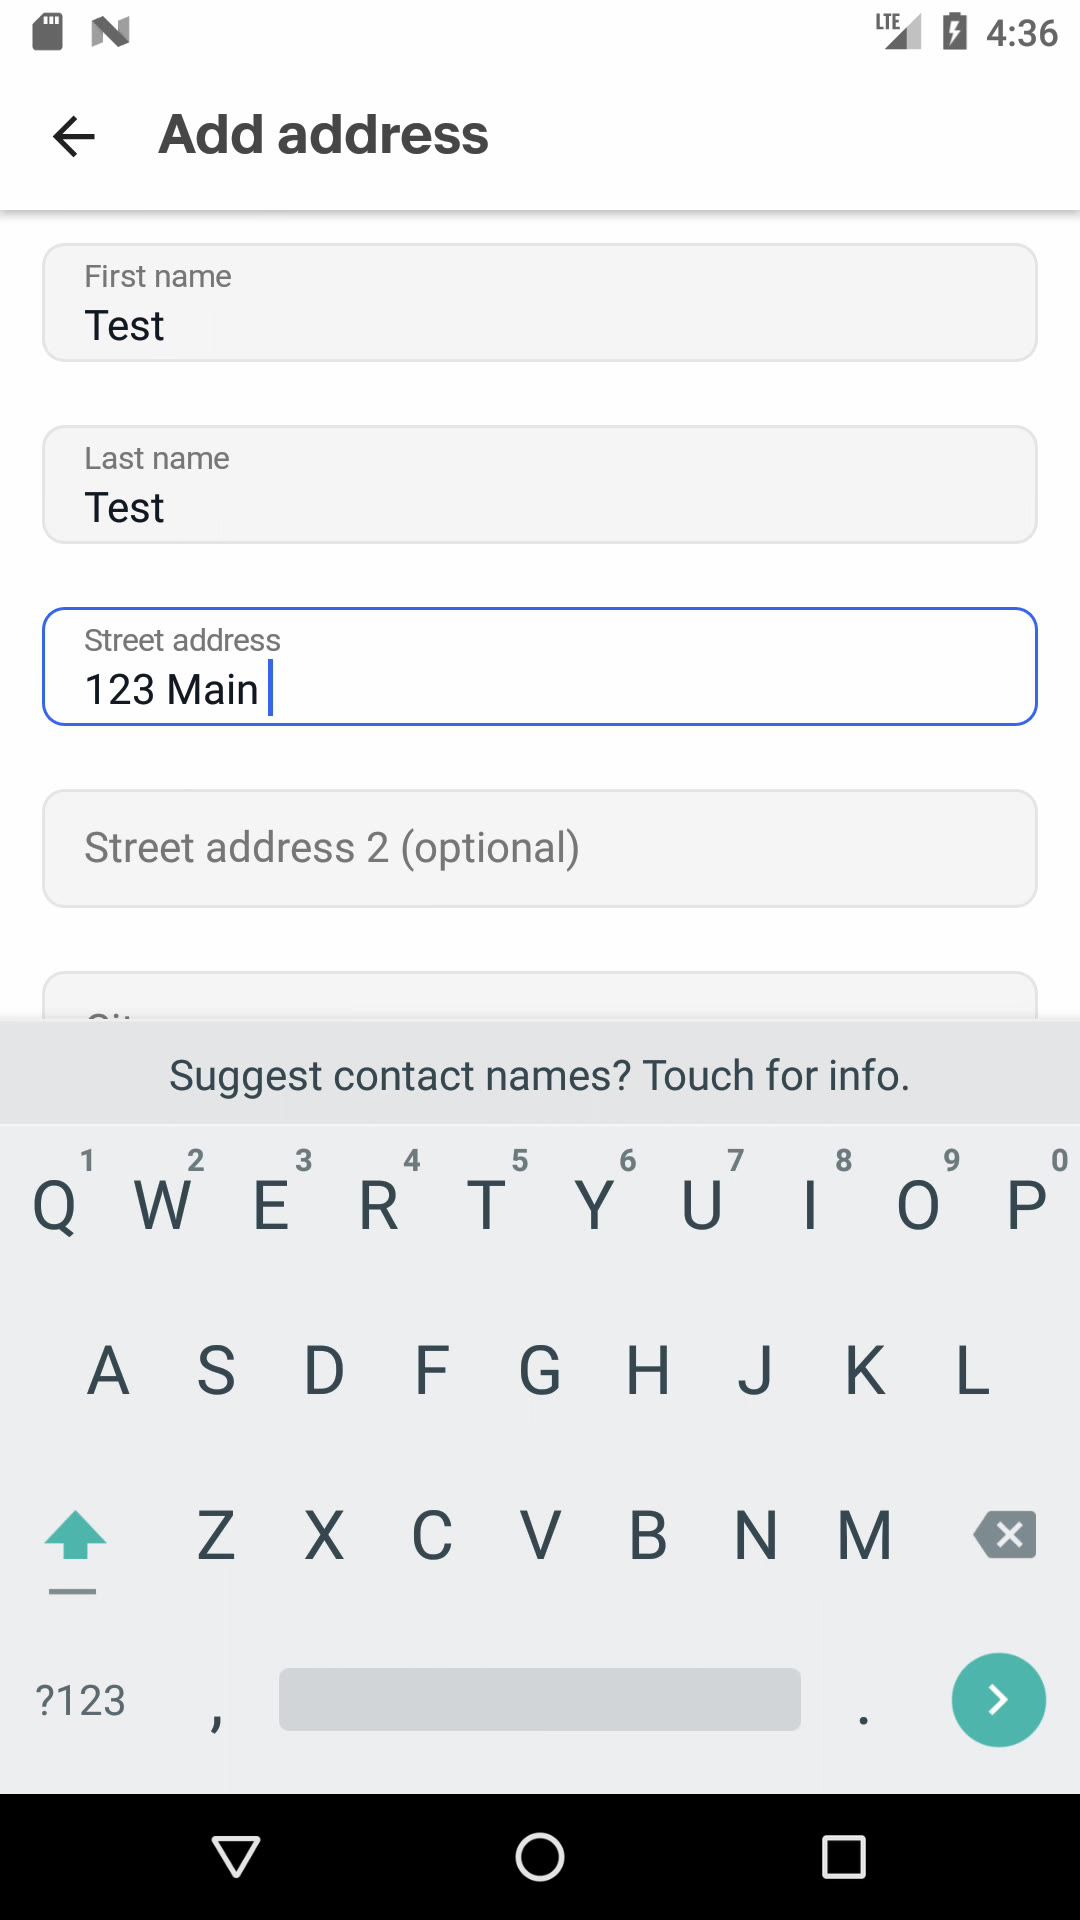 LTE 4:36
Add address
First name
Test
Last name
Test
Street address
123 Main
Street address 2 (optional)
Suggest contact names? Touch for info.
1 2 3 4 5 6 7 8 9 0
Q W E R T Y U I O P
A S D F G H J K L
Z X C V B N M
?123 , .